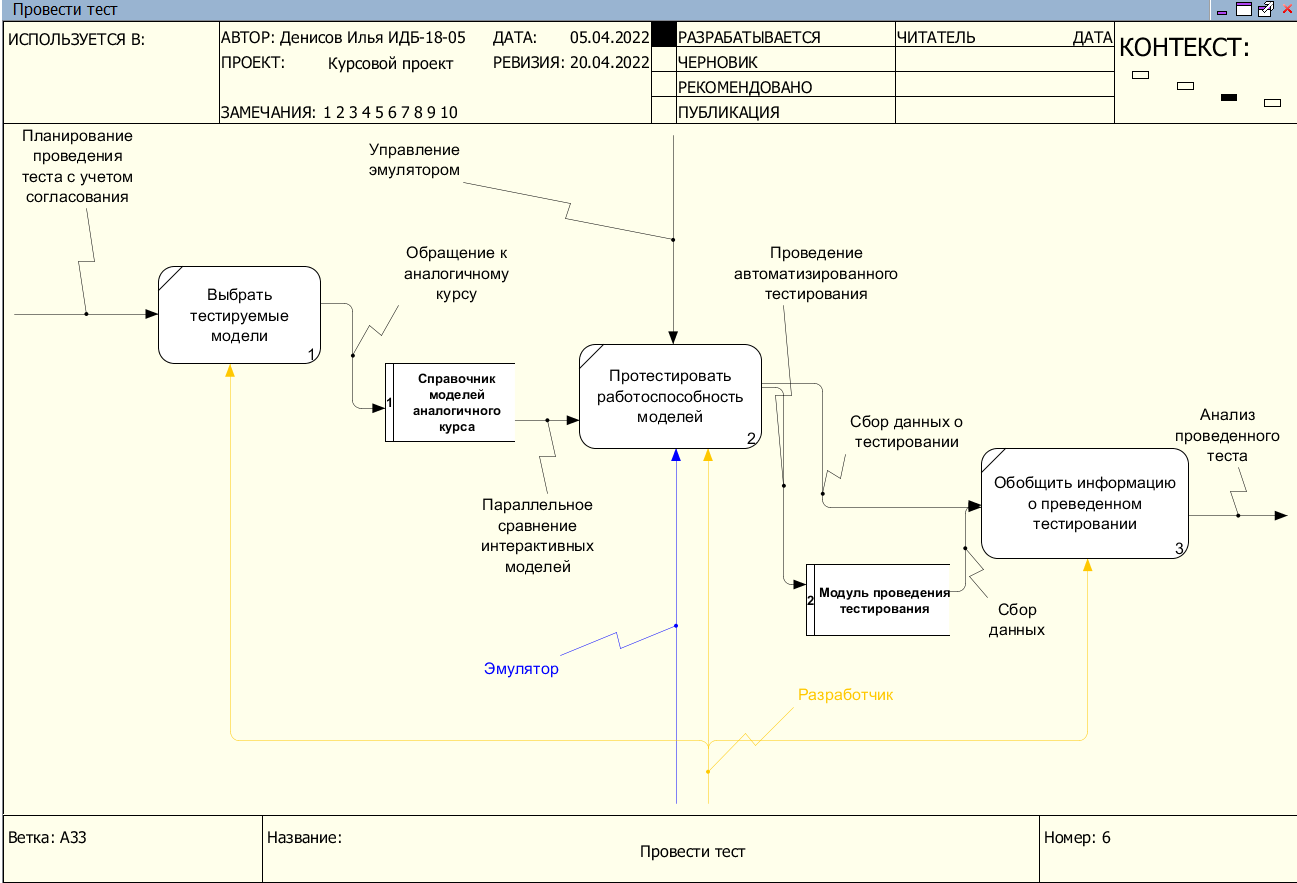 Провести тест
ИСПОЛЬЗУЕТСЯ В:
АВТОР: Денисов Илья ИДБ-18-05
ДАТА: 05.04.2022
ПРОЕКТ: Курсовой проект
РЕВИЗИЯ: 20.04.2022
ЗАМЕЧАНИЯ: 1 2 3 4 5 6 7 8 9 10
РАЗРАБАТЫВАЕТСЯ
ЧЕРНОВИК
РЕКОМЕНДОВАНО
ПУБЛИКАЦИЯ
ЧИТАТЕЛЬ
ДАТА
КОНТЕКСТ:
Планирование
проведения
теста с учетом
согласования
Управление
эмулятором
Обращение к
аналогичному
курсу
Проведение
автоматизированного
тестирования
Выбрать
тестируемые
модели
1
1
Справочник
моделей
аналогичного
курса
Протестировать
работоспособность
моделей
2
Сбор данных о
тестировании
Анализ
проведенного
теста
Обобщить информацию
о преведенном
тестировании
3
Параллельное
сравнение
интерактивных
моделей
2
Модуль проведения
тестирования
Сбор
данных
Эмулятор
Разработчик
Ветка: A33
Название:
Провести тест
Номер: 6